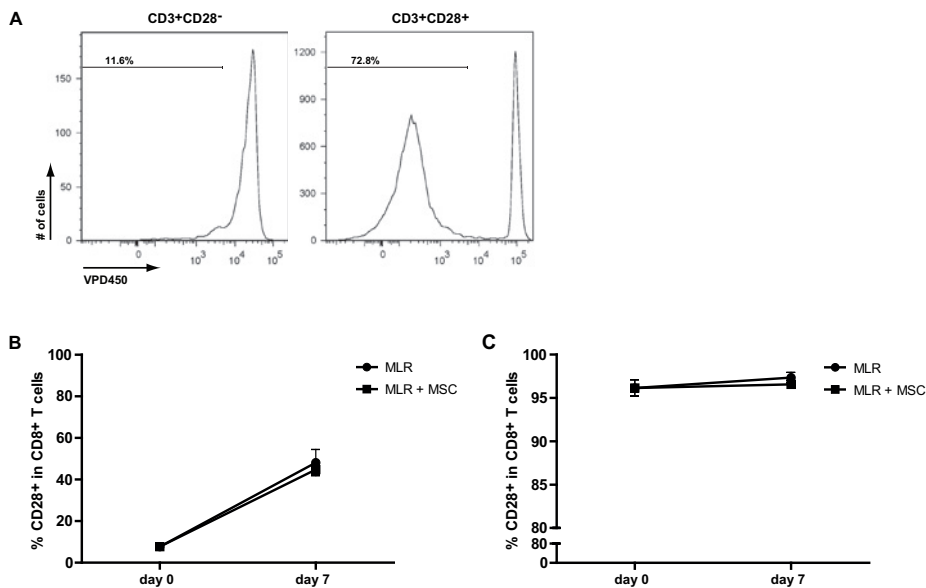 A
CD3+CD28-
CD3+CD28+
11.6%
72.8%
150
100
50
0
1200
900
600
300
0
# of cells
0 10³ 10⁴ 10⁵
0 10³ 10⁴ 10⁵
VPD450
B
% CD28⁺ in CD8⁺ T cells
100
80
60
40
20
0
day 0 day 7
MLR
MLR + MSC
C
% CD28⁺ in CD8⁺ T cells
100
95
90
85
80
80
0
day 0 day 7
MLR
MLR + MSC